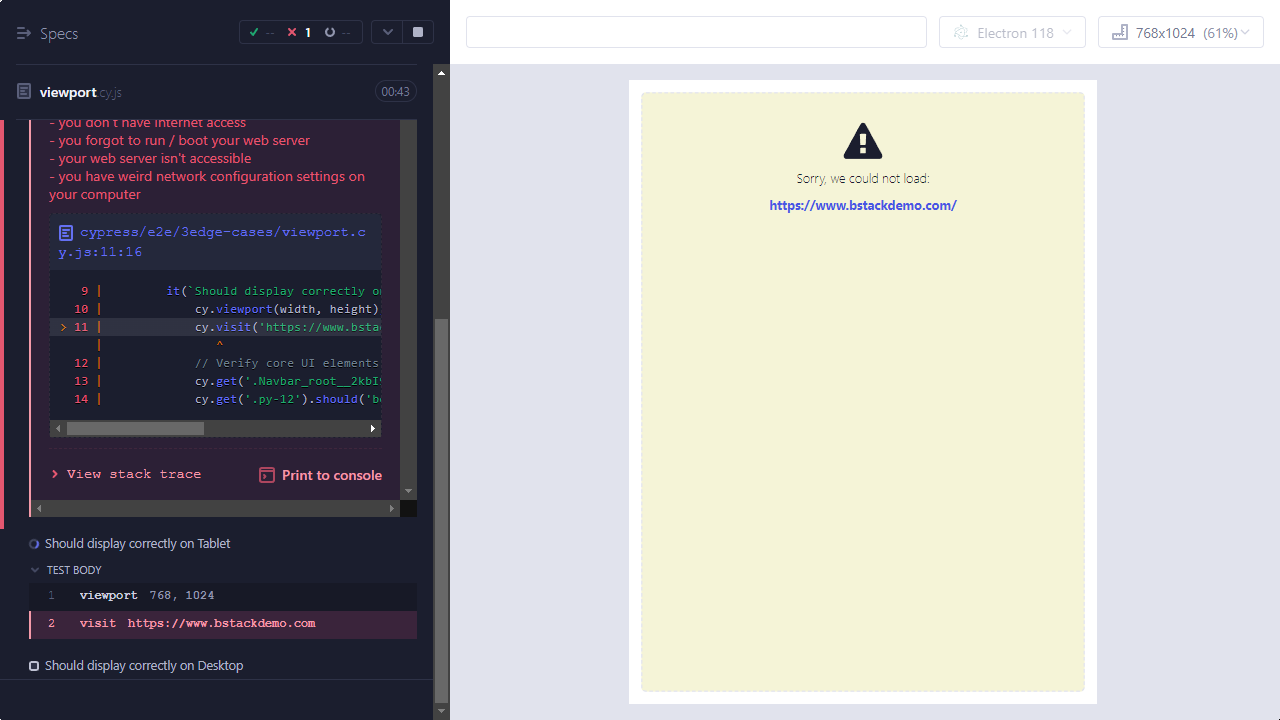 Specs
-- 1 --
Electron 118
768x1024 (61%)
viewport cy.js
00:43
- you don't have internet access
- you forgot to run / boot your web server
- your web server isn't accessible
- you have weird network configuration settings on
your computer
cypress/e2e/3edge-cases/viewport.c
y.js:11:16
9 | it(`Should display correctly on
10 | cy.viewport(width, height)
> 11 | cy.visit('https://www.bsta
| ^
12 | // Verify core UI elements
13 | cy.get('.Navbar_root__2kbI9
14 | cy.get('.py-12').should('b
View stack trace
Print to console
Should display correctly on Tablet
TEST BODY
1 viewport 768, 1024
2 visit https://www.bstackdemo.com
Should display correctly on Desktop
Sorry, we could not load:
https://www.bstackdemo.com/